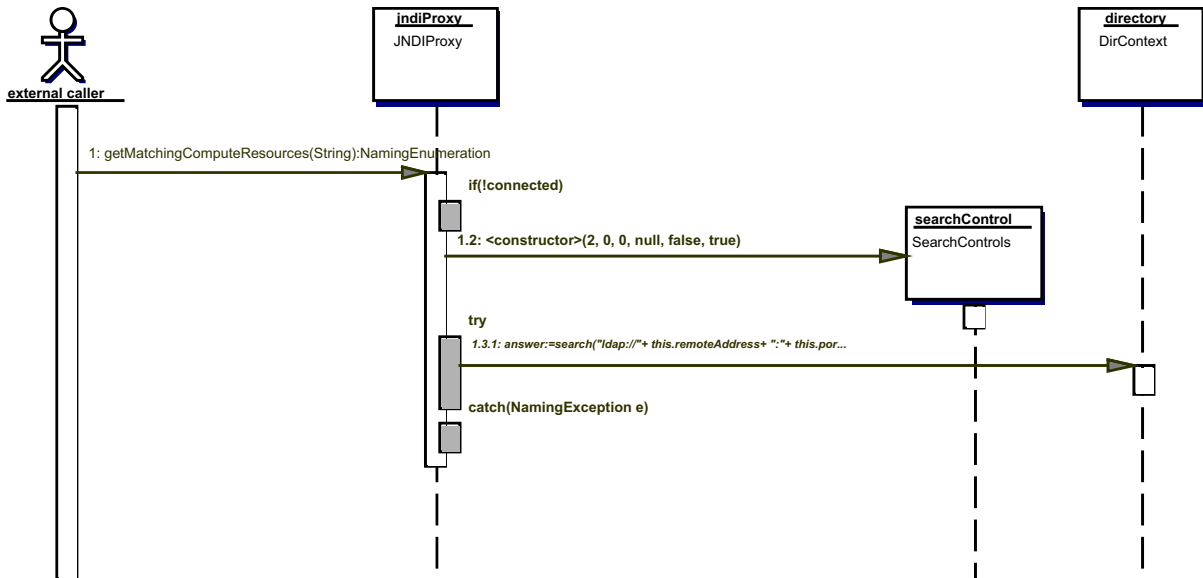 jndiProxy
JNDIProxy
directory
DirContext
external caller
1: getMatchingComputeResources(String):NamingEnumeration
if(!connected)
searchControl
SearchControls
1.2: <constructor>(2, 0, 0, null, false, true)
try
1.3.1: answer:=search("ldap://"+ this.remoteAddress+ ":"+ this.por...
catch(NamingException e)